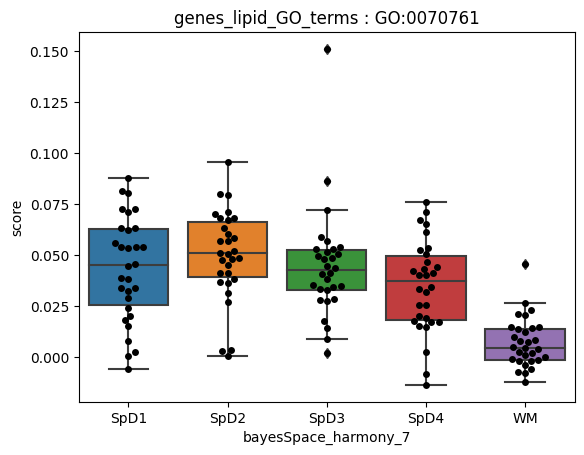 genes_lipid_GO_terms : GO:0070761
0.150
0.125
0.100
0.075
0.050
0.025
0.000
score
SpD1 SpD2 SpD3 SpD4 WM
bayesSpace_harmony_7